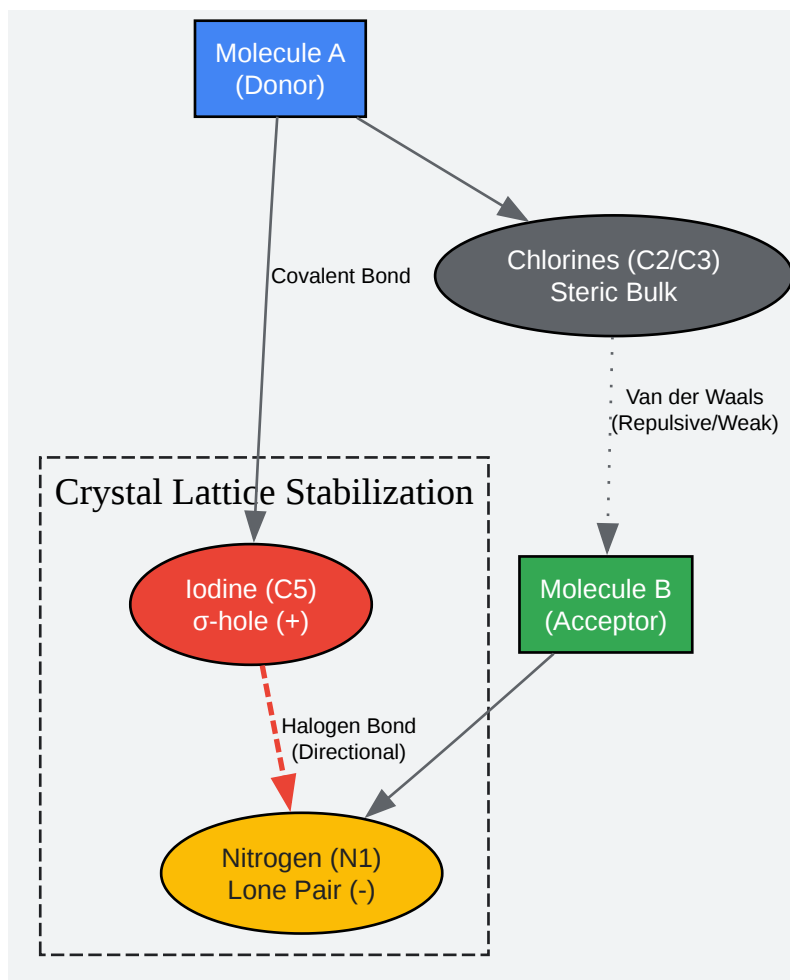 Molecule A
(Donor)
Chlorines (C2/C3)
Steric Bulk
Covalent Bond
Van der Waals
(Repulsive/Weak)
Crystal Lattice Stabilization
Iodine (C5)
σ-hole (+)
Molecule B
(Acceptor)
Halogen Bond
(Directional)
Nitrogen (N1)
Lone Pair (-)